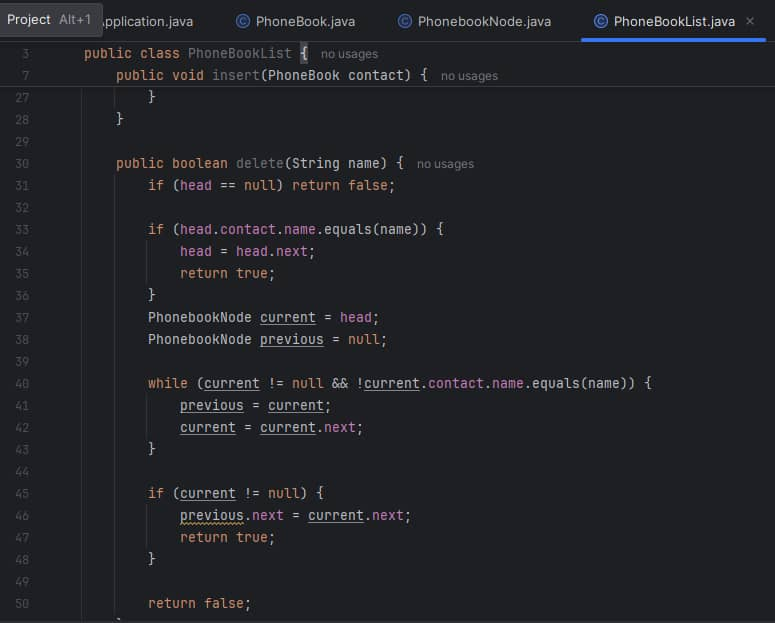 Project Alt+1 Application.java PhoneBook.java PhonebookNode.java PhoneBookList.java
3 public class PhoneBookList { no usages
7 public void insert(PhoneBook contact) { no usages
27 }
28 }
29
30 public boolean delete(String name) { no usages
31 if (head == null) return false;
32
33 if (head.contact.name.equals(name)) {
34 head = head.next;
35 return true;
36 }
37 PhonebookNode current = head;
38 PhonebookNode previous = null;
39
40 while (current != null && !current.contact.name.equals(name)) {
41 previous = current;
42 current = current.next;
43 }
44
45 if (current != null) {
46 previous.next = current.next;
47 return true;
48 }
49
50 return false;